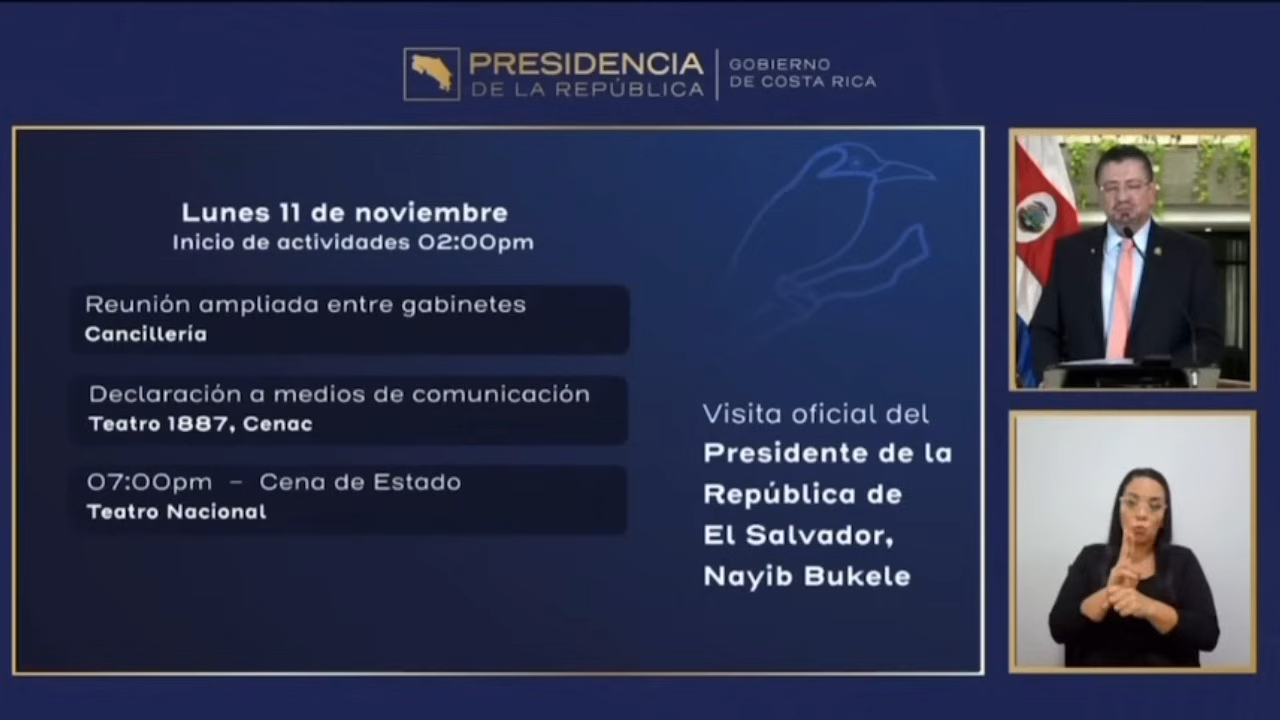 PRESIDENCIA
DE LA REPÚBLICA
GOBIERNO
DE COSTA RICA
Lunes 11 de noviembre
Inicio de actividades 02:00pm
Reunión ampliada entre gabinetes
Cancillería
Declaración a medios de comunicación
Teatro 1887, Cenac
07:00pm – Cena de Estado
Teatro Nacional
Visita oficial del
Presidente de la
República de
El Salvador,
Nayib Bukele